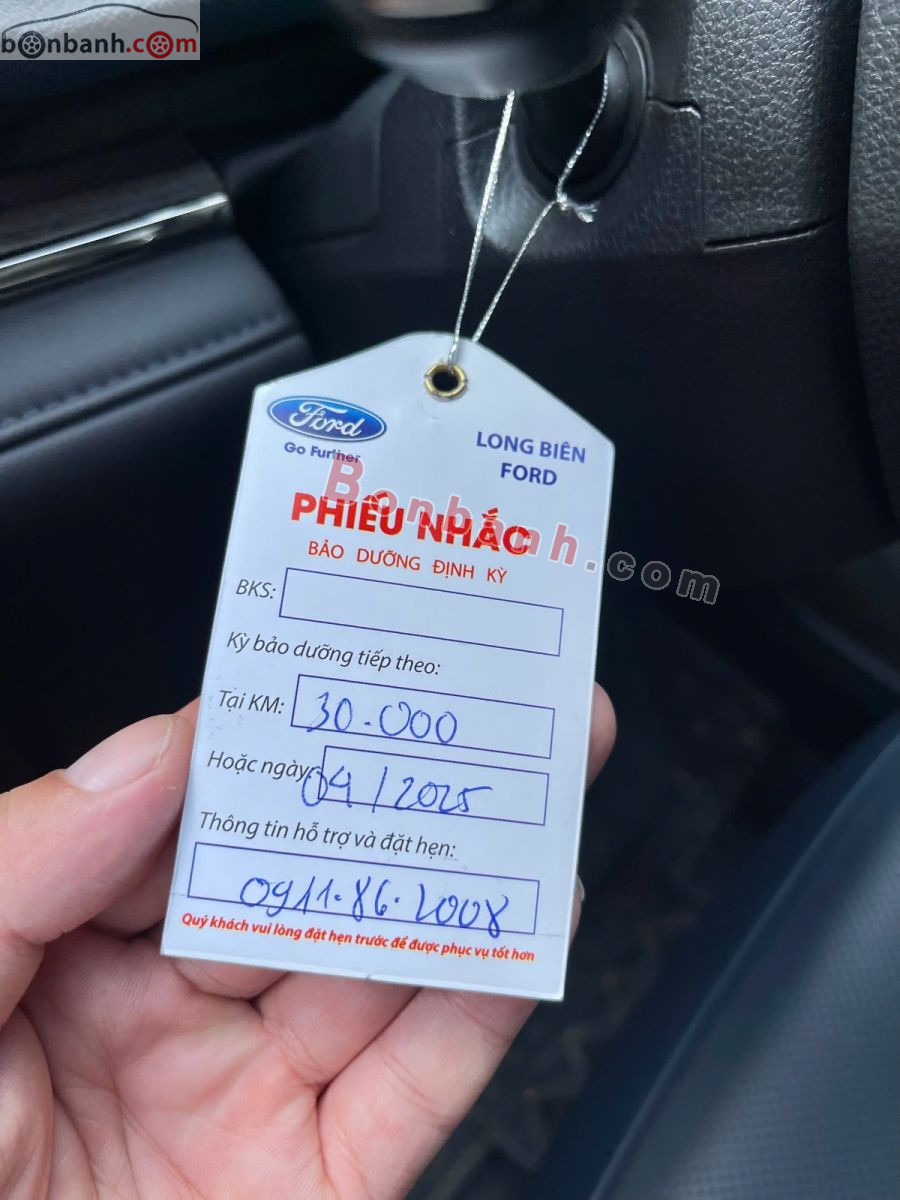 bonbanh.com
Ford
Go Further
LONG BIÊN
FORD
PHIẾU NHẮC
BẢO DƯỠNG ĐỊNH KỲ
Bonbanh.com
BKS:
Kỳ bảo dưỡng tiếp theo:
Tại KM: 30.000
Hoặc ngày: 04/2025
Thông tin hỗ trợ và đặt hẹn:
0911.86.2008
Quý khách vui lòng đặt hẹn trước để được phục vụ tốt hơn